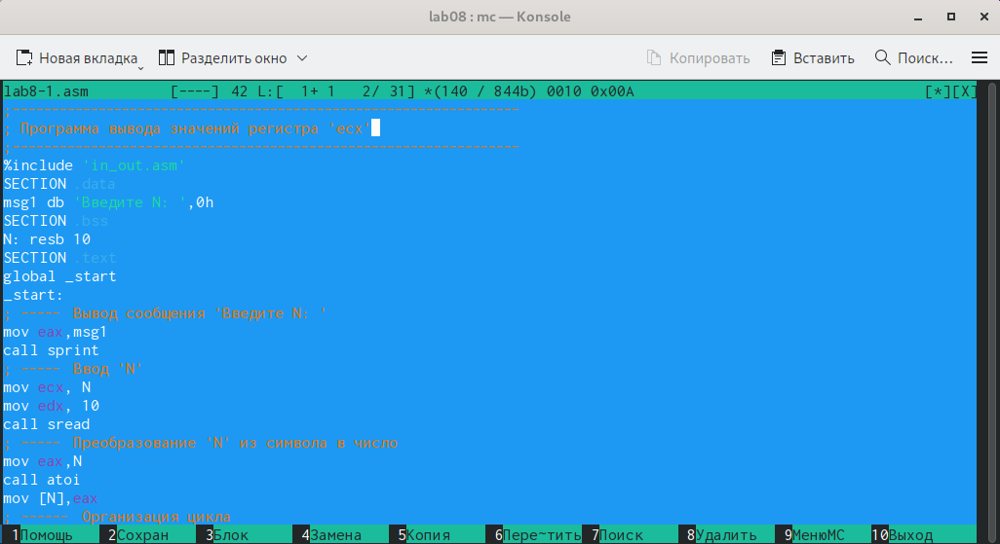 lab08 : mc — Konsole
Новая вкладка Разделить окно Копировать Вставить Поиск...
lab8-1.asm [----] 42 L:[ 1+ 1 2/ 31] *(140 / 844b) 0010 0x00A [*][X]
;----------------------------------------------------------
; Программа вывода значений регистра 'ecx'
;----------------------------------------------------------
%include 'in_out.asm'
SECTION .data
msg1 db 'Введите N: ',0h
SECTION .bss
N: resb 10
SECTION .text
global _start
_start:
; ----- Вывод сообщения 'Введите N: '
mov eax,msg1
call sprint
; ----- Ввод 'N'
mov ecx, N
mov edx, 10
call sread
; ----- Преобразование 'N' из символа в число
mov eax,N
call atoi
mov [N],eax
; ------ Организация цикла
1Помощь 2Сохран 3Блок 4Замена 5Копия 6Пере~тить 7Поиск 8Удалить 9МенюMC 10Выход